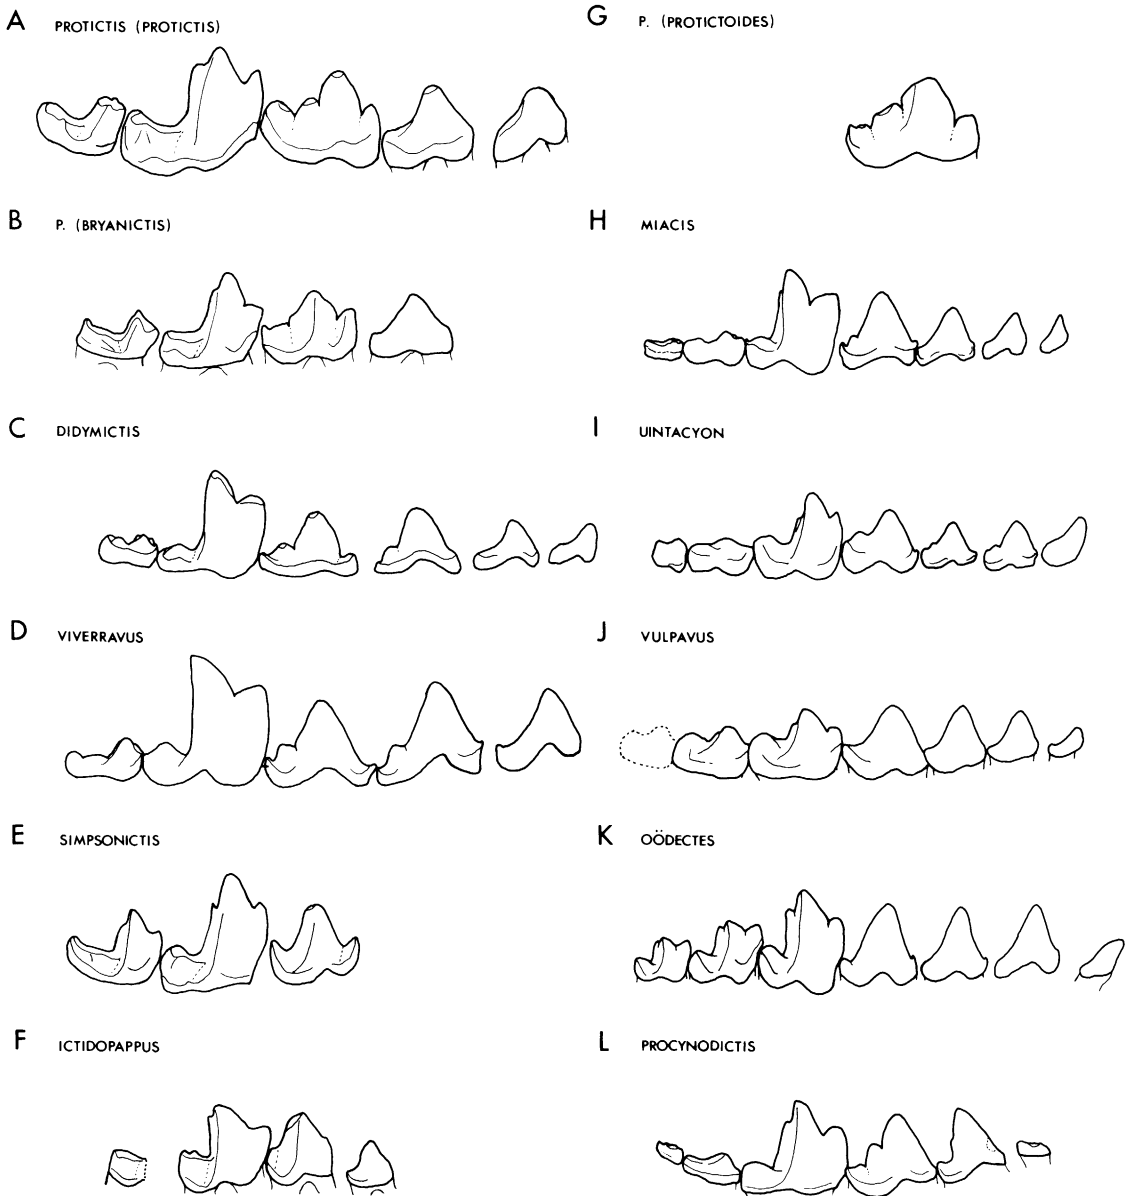 A PROTICTIS (PROTICTIS)
B P. (BRYANICTIS)
C DIDYMICTIS
D VIVERRAVUS
E SIMPSONICTIS
F ICTIDOPAPPUS
G P. (PROTICTOIDES)
H MIACIS
I UINTACYON
J VULPAVUS
K OÖDECTES
L PROCYNODICTIS